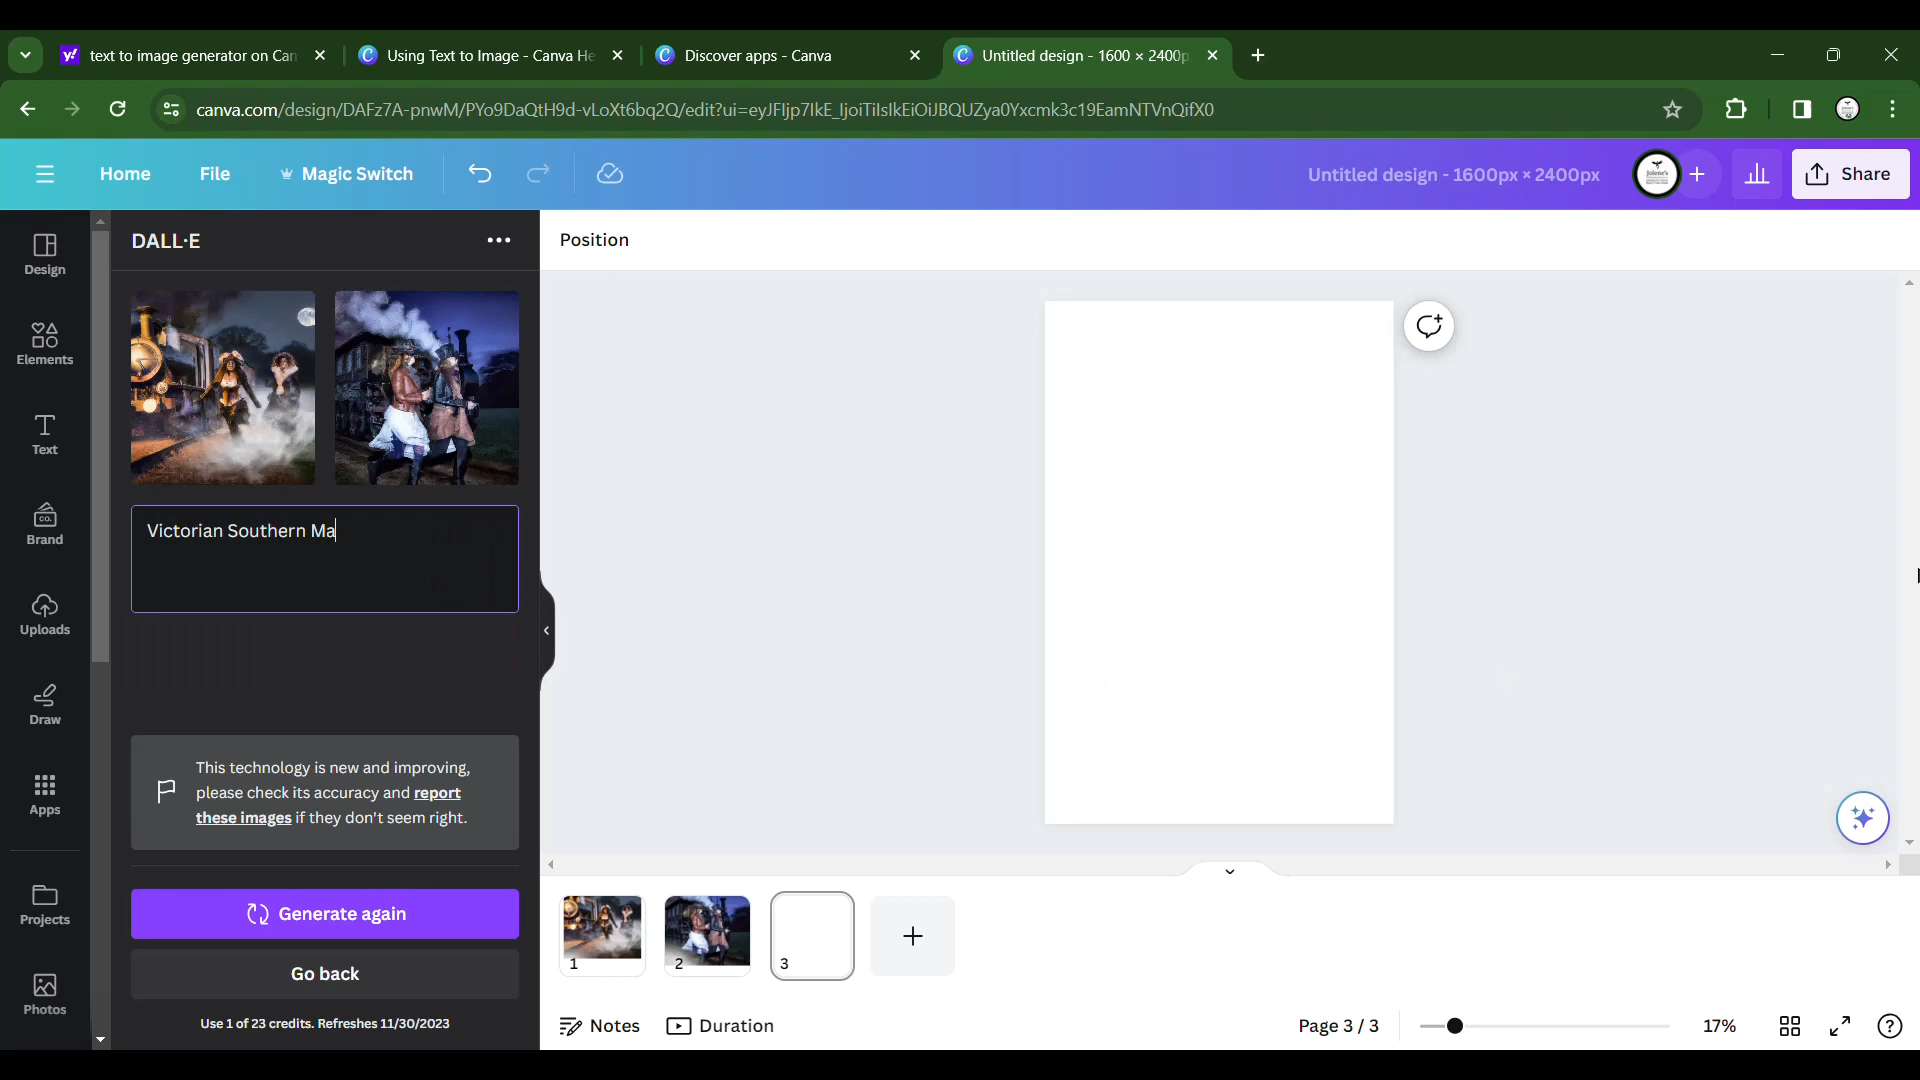 text to image generator on Can
Using Text to Image - Canva He
Discover apps - Canva
Untitled design - 1600 × 2400p
canva.com/design/DAFz7A-pnwM/PYo9DaQtH9d-vLoXt6bq2Q/edit?ui=eyJFIjp7IkE_IjoiTiIsIkEiOiJBQUZya0Yxcmk3c19EamNTVnQifX0
Home
File
Magic Switch
Untitled design - 1600px × 2400px
Share
Design
Elements
Text
Brand
Uploads
Draw
Apps
Projects
Photos
DALL·E
Position
Victorian Southern Ma
This technology is new and improving,
please check its accuracy and report
these images if they don't seem right.
Generate again
Go back
Use 1 of 23 credits. Refreshes 11/30/2023
1
2
3
Notes
Duration
Page 3 / 3
17%